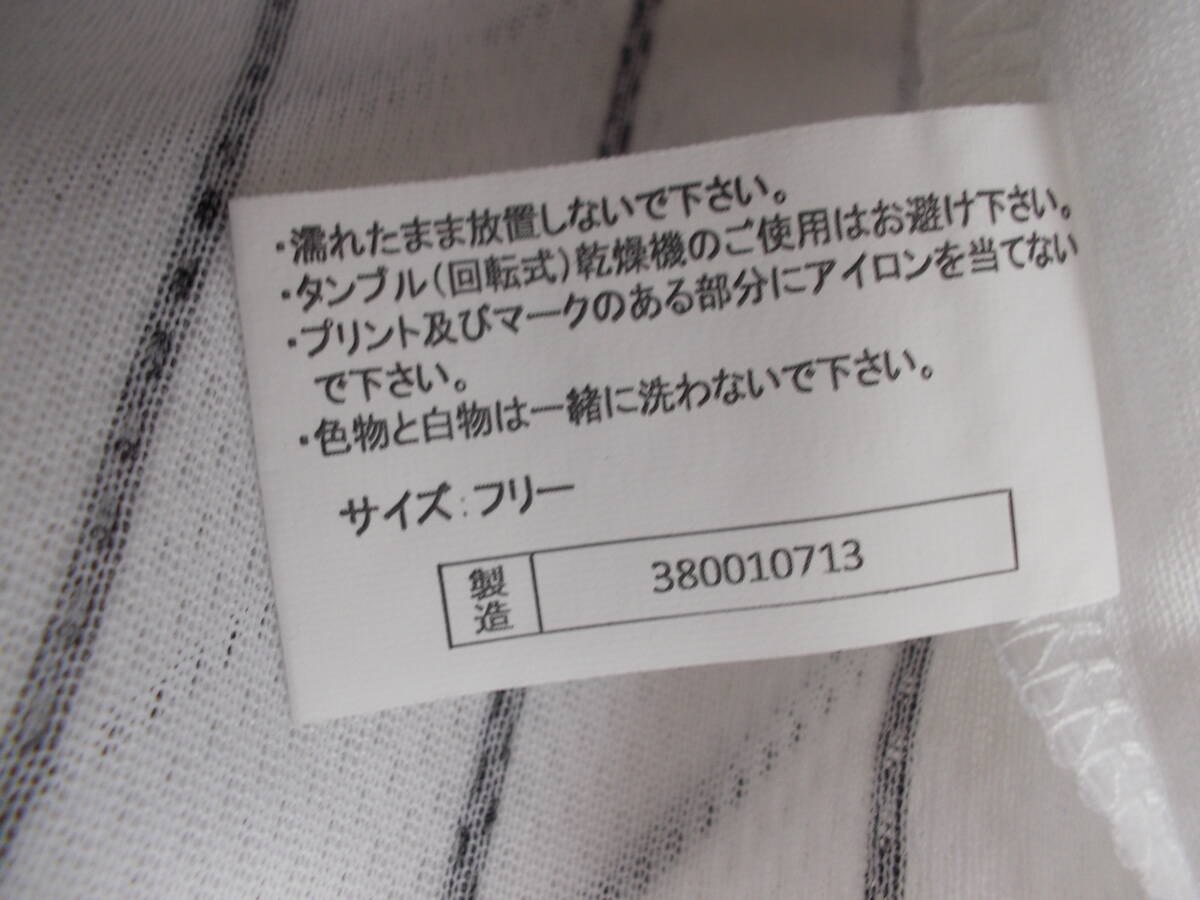 ・濡れたまま放置しないで下さい。
・タンブル(回転式)乾燥機のご使用はお避け下さい。
・プリント及びマークのある部分にアイロンを当てない
で下さい。
・色物と白物は一緒に洗わないで下さい。
サイズ:フリー
製造 380010713